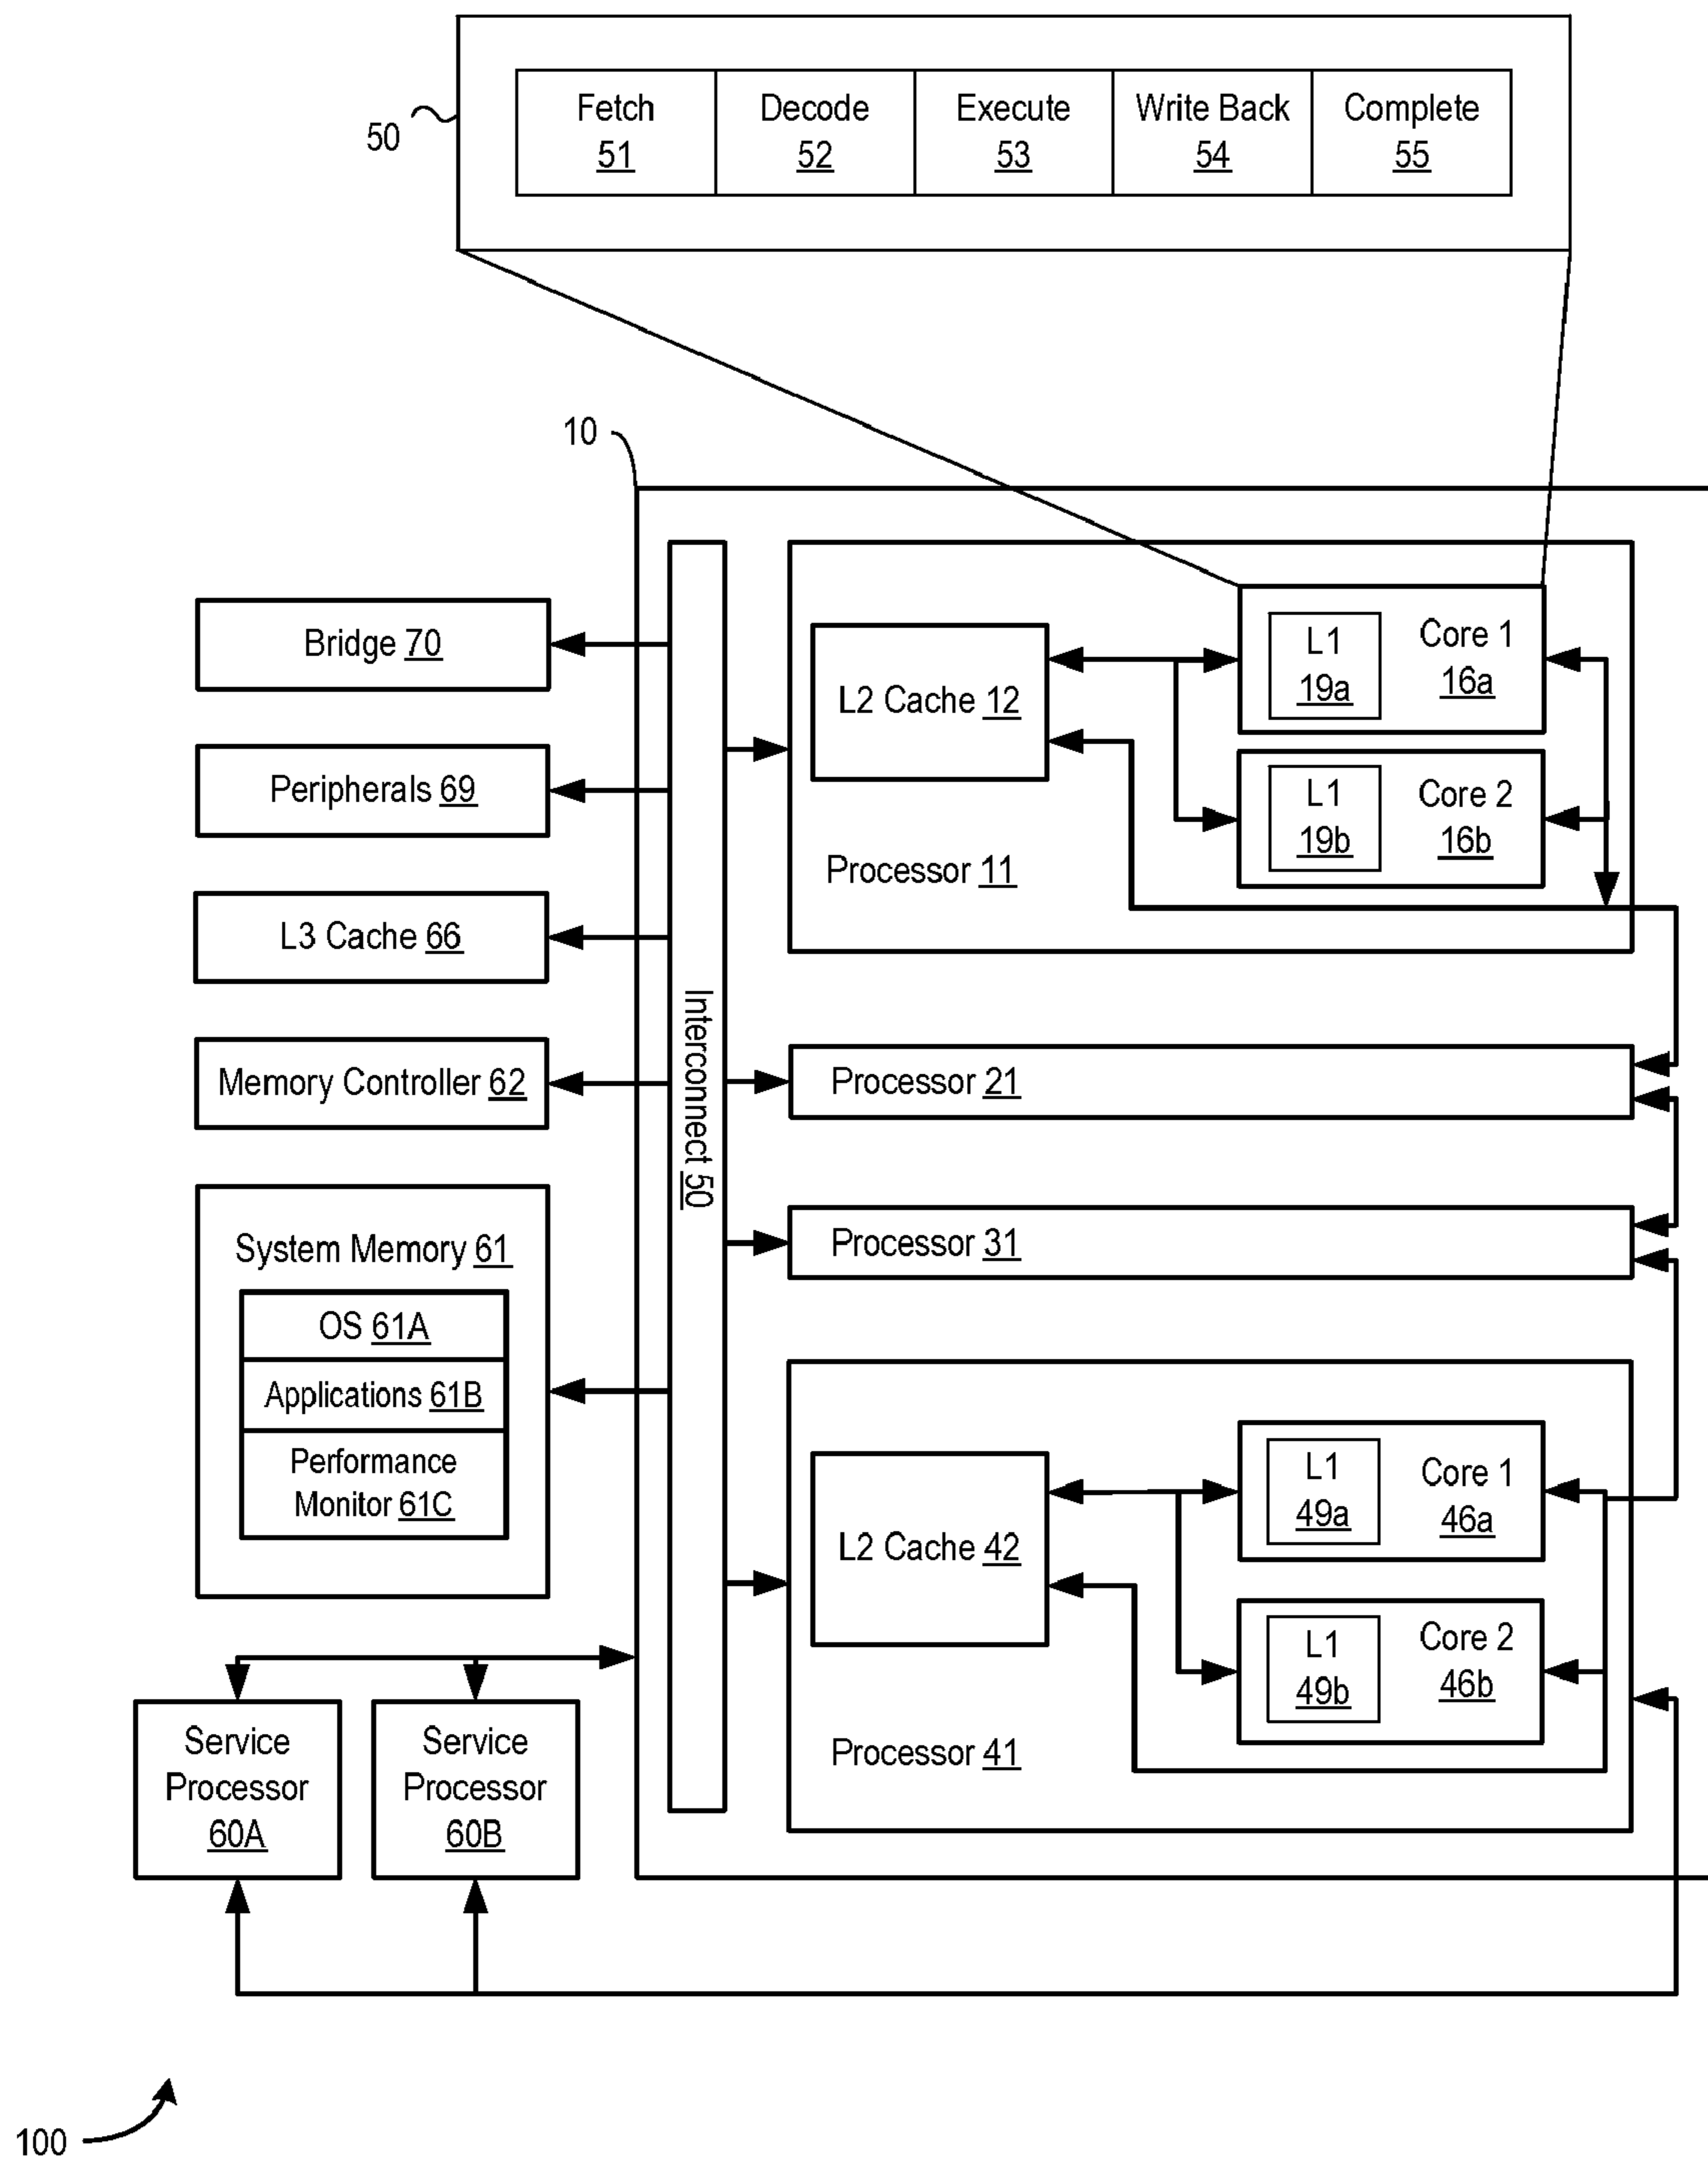 50
Fetch
51
Decode
52
Execute
53
Write Back
54
Complete
55
10
Bridge 70
Peripherals 69
L3 Cache 66
Memory Controller 62
System Memory 61
OS 61A
Applications 61B
Performance
Monitor 61C
Service
Processor
60A
Service
Processor
60B
Interconnect 50
L2 Cache 12
L1
19a
Core 1
16a
L1
19b
Core 2
16b
Processor 11
Processor 21
Processor 31
L2 Cache 42
L1
49a
Core 1
46a
L1
49b
Core 2
46b
Processor 41
100